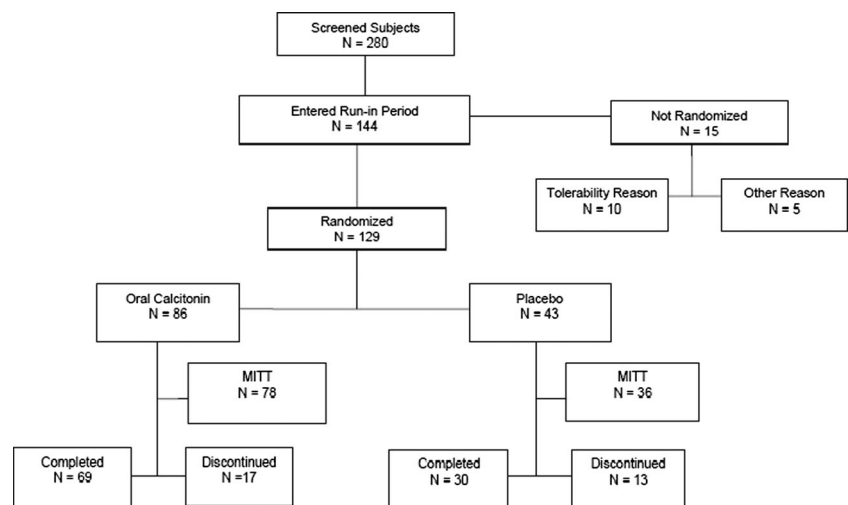 Screened Subjects
N = 280
Entered Run-in Period
N = 144
Not Randomized
N = 15
Tolerability Reason
N = 10
Other Reason
N = 5
Randomized
N = 129
Oral Calcitonin
N = 86
Placebo
N = 43
MITT
N = 78
MITT
N = 36
Completed
N = 69
Discontinued
N =17
Completed
N = 30
Discontinued
N = 13